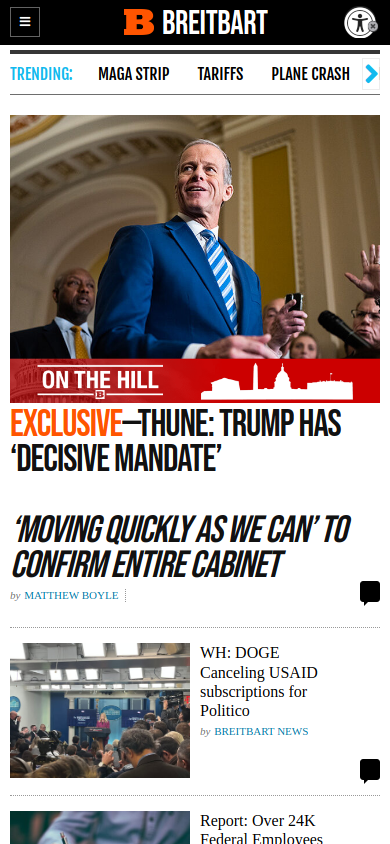 B BREITBART
TRENDING: MAGA STRIP TARIFFS PLANE CRASH
ON THE HILL
B
EXCLUSIVE—THUNE: TRUMP HAS
‘DECISIVE MANDATE’
‘MOVING QUICKLY AS WE CAN’ TO
CONFIRM ENTIRE CABINET
by MATTHEW BOYLE
WH: DOGE
Canceling USAID
subscriptions for
Politico
by BREITBART NEWS
Report: Over 24K
Federal Employees